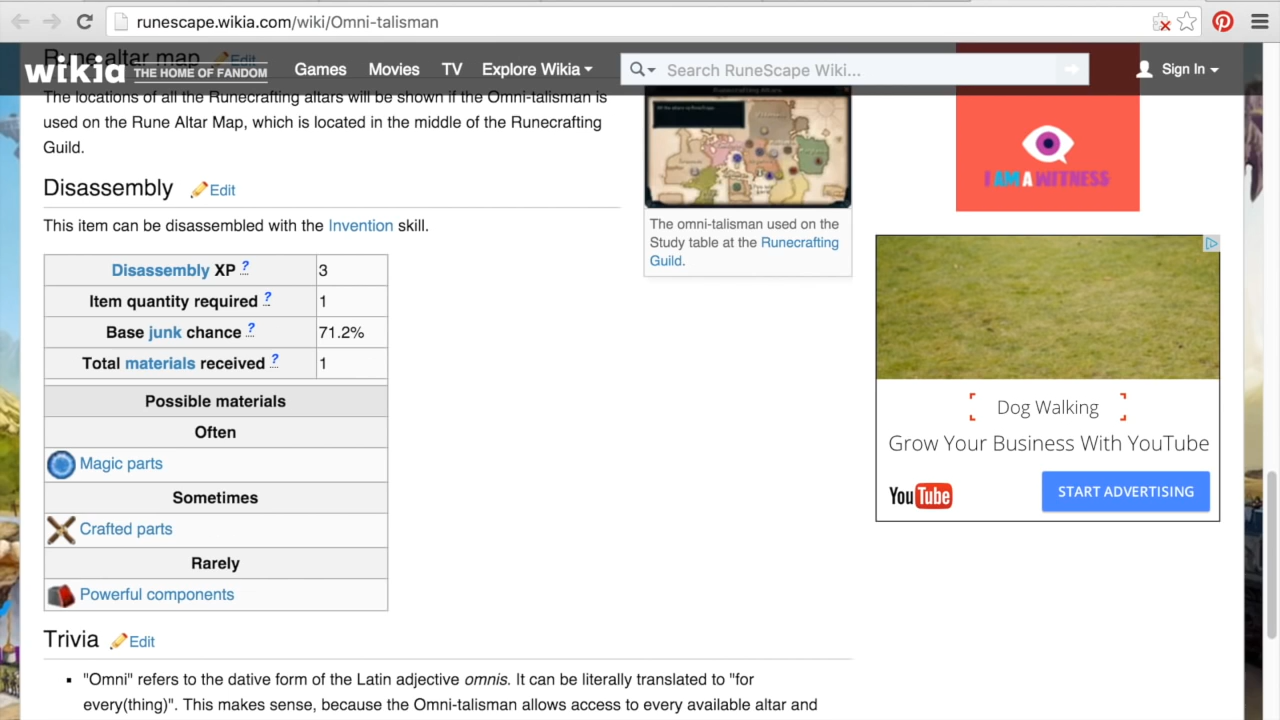 runescape.wikia.com/wiki/Omni-talisman
wikia THE HOME OF FANDOM
Games Movies TV Explore Wikia
Search RuneScape Wiki...
Sign In
Rune altar map Edit
The locations of all the Runecrafting altars will be shown if the Omni-talisman is
used on the Rune Altar Map, which is located in the middle of the Runecrafting
Guild.
Disassembly Edit
This item can be disassembled with the Invention skill.
Disassembly XP ? 3
Item quantity required ? 1
Base junk chance ? 71.2%
Total materials received ? 1
Possible materials
Often
Magic parts
Sometimes
Crafted parts
Rarely
Powerful components
Trivia Edit
▪ "Omni" refers to the dative form of the Latin adjective omnis. It can be literally translated to "for
every(thing)". This makes sense, because the Omni-talisman allows access to every available altar and
Runecrafting Altars
The omni-talisman used on the
Study table at the Runecrafting
Guild.
I AM A WITNESS
Dog Walking
Grow Your Business With YouTube
YouTube
START ADVERTISING